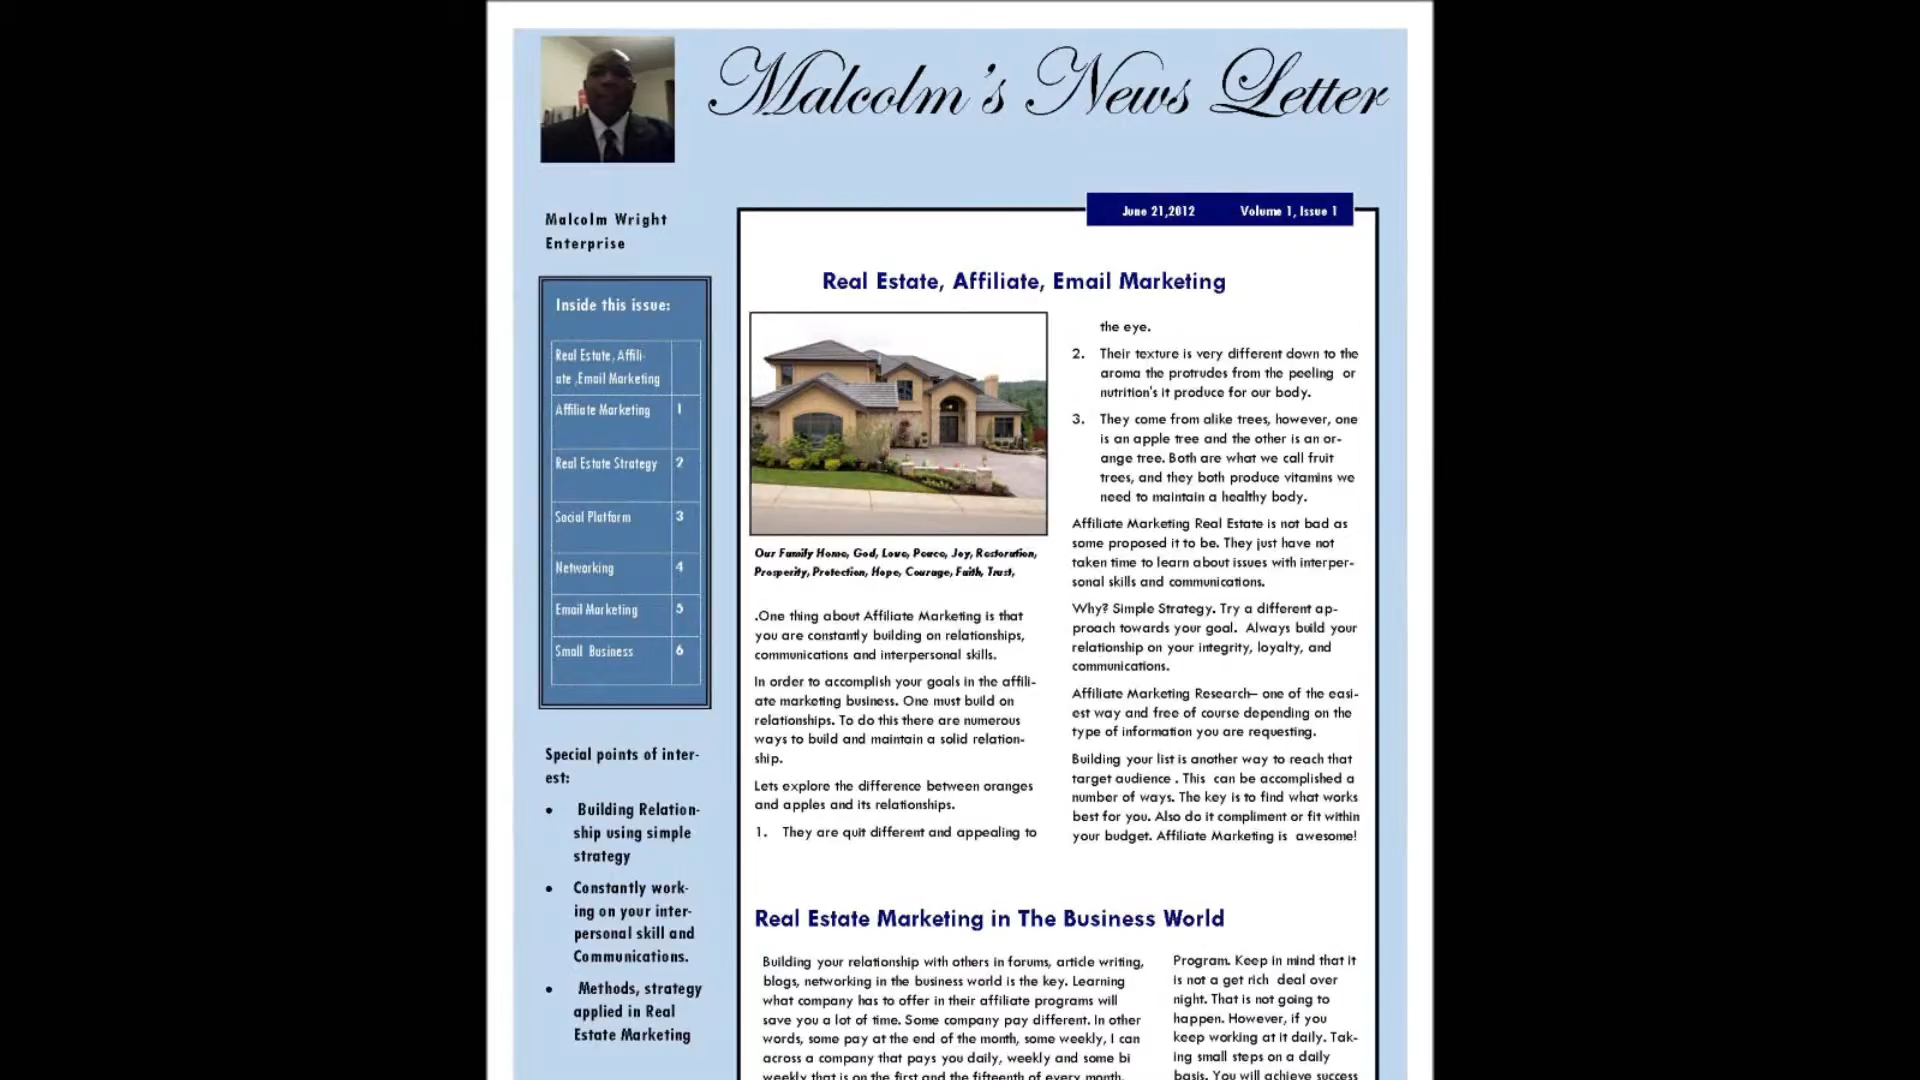 Malcolm's News Letter
Malcolm Wright
Enterprise
June 21,2012 Volume 1, Issue 1
Inside this issue:
Real Estate, Affili-
ate ,Email Marketing
Affiliate Marketing 1
Real Estate Strategy 2
Social Platform 3
Networking 4
Email Marketing 5
Small Business 6
Special points of inter-
est:
• Building Relation-
ship using simple
strategy
• Constantly work-
ing on your inter-
personal skill and
Communications.
• Methods, strategy
applied in Real
Estate Marketing
Real Estate, Affiliate, Email Marketing
Our Family Home, God, Love, Peace, Joy, Restoration,
Prosperity, Protection, Hope, Courage, Faith, Trust,
.One thing about Affiliate Marketing is that
you are constantly building on relationships,
communications and interpersonal skills.
In order to accomplish your goals in the affili-
ate marketing business. One must build on
relationships. To do this there are numerous
ways to build and maintain a solid relation-
ship.
Lets explore the difference between oranges
and apples and its relationships.
1. They are quit different and appealing to
the eye.
2. Their texture is very different down to the
aroma the protrudes from the peeling or
nutrition's it produce for our body.
3. They come from alike trees, however, one
is an apple tree and the other is an or-
ange tree. Both are what we call fruit
trees, and they both produce vitamins we
need to maintain a healthy body.
Affiliate Marketing Real Estate is not bad as
some proposed it to be. They just have not
taken time to learn about issues with interper-
sonal skills and communications.
Why? Simple Strategy. Try a different ap-
proach towards your goal. Always build your
relationship on your integrity, loyalty, and
communications.
Affiliate Marketing Research– one of the easi-
est way and free of course depending on the
type of information you are requesting.
Building your list is another way to reach that
target audience . This can be accomplished a
number of ways. The key is to find what works
best for you. Also do it compliment or fit within
your budget. Affiliate Marketing is awesome!
Real Estate Marketing in The Business World
Building your relationship with others in forums, article writing,
blogs, networking in the business world is the key. Learning
what company has to offer in their affiliate programs will
save you a lot of time. Some company pay different. In other
words, some pay at the end of the month, some weekly, I can
across a company that pays you daily, weekly and some bi
weekly that is on the first and the fifteenth of every month.
Program. Keep in mind that it
is not a get rich deal over
night. That is not going to
happen. However, if you
keep working at it daily. Tak-
ing small steps on a daily
basis. You will achieve success